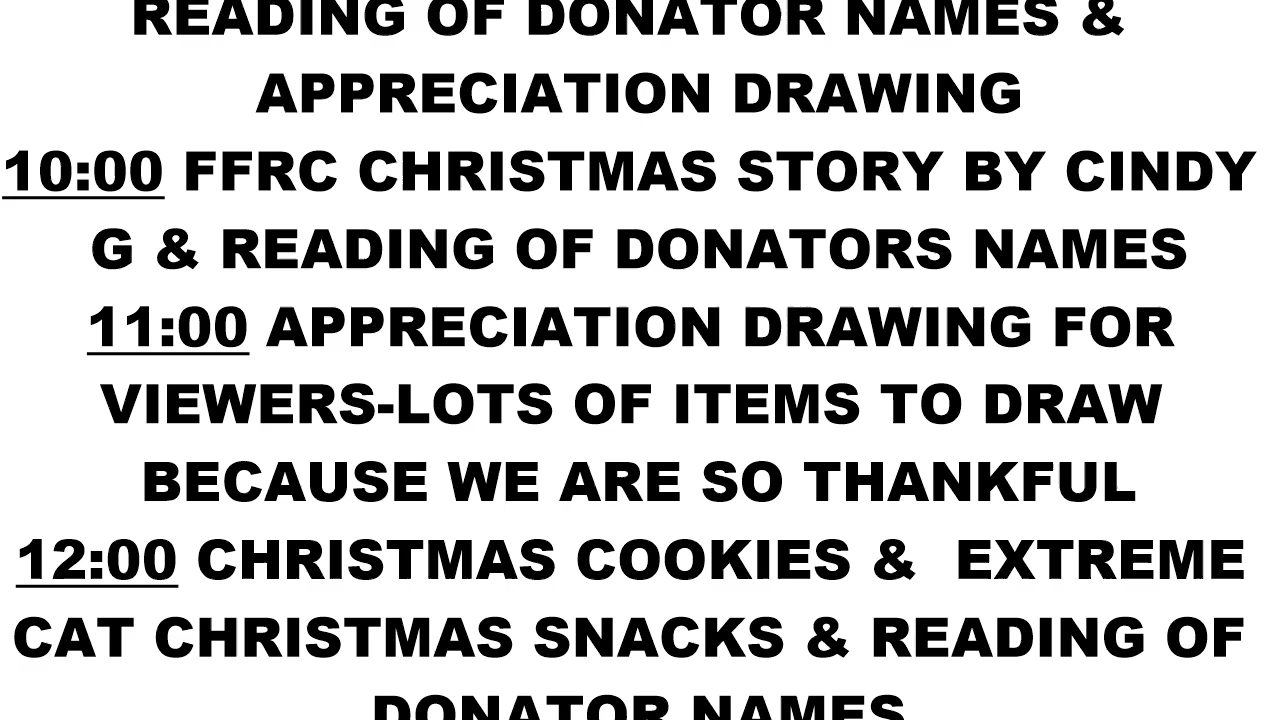 READING OF DONATOR NAMES &
APPRECIATION DRAWING
10:00 FFRC CHRISTMAS STORY BY CINDY
G & READING OF DONATORS NAMES
11:00 APPRECIATION DRAWING FOR
VIEWERS-LOTS OF ITEMS TO DRAW
BECAUSE WE ARE SO THANKFUL
12:00 CHRISTMAS COOKIES &  EXTREME
CAT CHRISTMAS SNACKS & READING OF
DONATOR NAMES